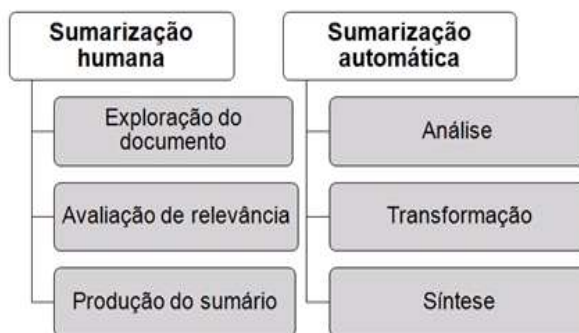 Sumarização
humana
Exploração do
documento
Avaliação de relevância
Produção do sumário
Sumarização
automática
Análise
Transformação
Síntese